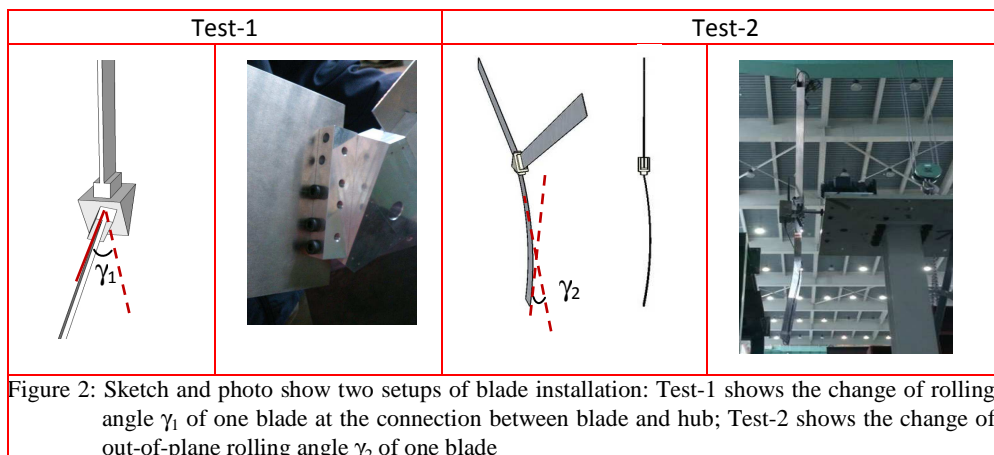 Test-1
Test-2
γ1
γ2
Figure 2: Sketch and photo show two setups of blade installation: Test-1 shows the change of rolling
angle γ1 of one blade at the connection between blade and hub; Test-2 shows the change of
out-of-plane rolling angle γ2 of one blade